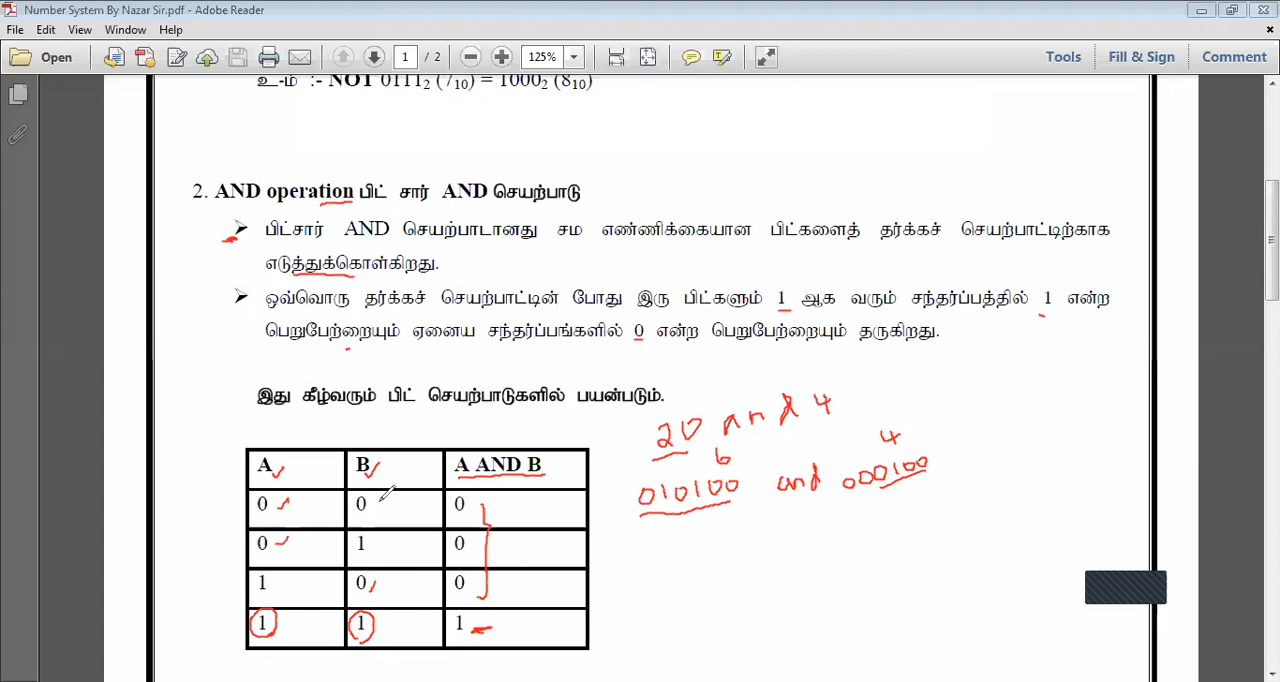 Number System By Nazar Sir.pdf - Adobe Reader
File Edit View Window Help
Open 1 / 2 125% Tools Fill & Sign Comment
உ-ம் :- NOT 0111₂ (7₁₀) = 1000₂ (8₁₀)
2. AND operation பிட் சார் AND செயற்பாடு
➢ பிட்சார் AND செயற்பாடானது சம எண்ணிக்கையான பிட்களைத் தர்க்கச் செயற்பாட்டிற்காக
எடுத்துக்கொள்கிறது.
➢ ஒவ்வொரு தர்க்கச் செயற்பாட்டின் போது இரு பிட்களும் 1 ஆக வரும் சந்தர்ப்பத்தில் 1 என்ற
பெறுபேற்றையும் ஏனைய சந்தர்ப்பங்களில் 0 என்ற பெறுபேற்றையும் தருகிறது.
இது கீழ்வரும் பிட் செயற்பாடுகளில் பயன்படும்.
20 and 4
6 4
010100 and 000100
A B A AND B
0 0 0
0 1 0
1 0 0
1 1 1